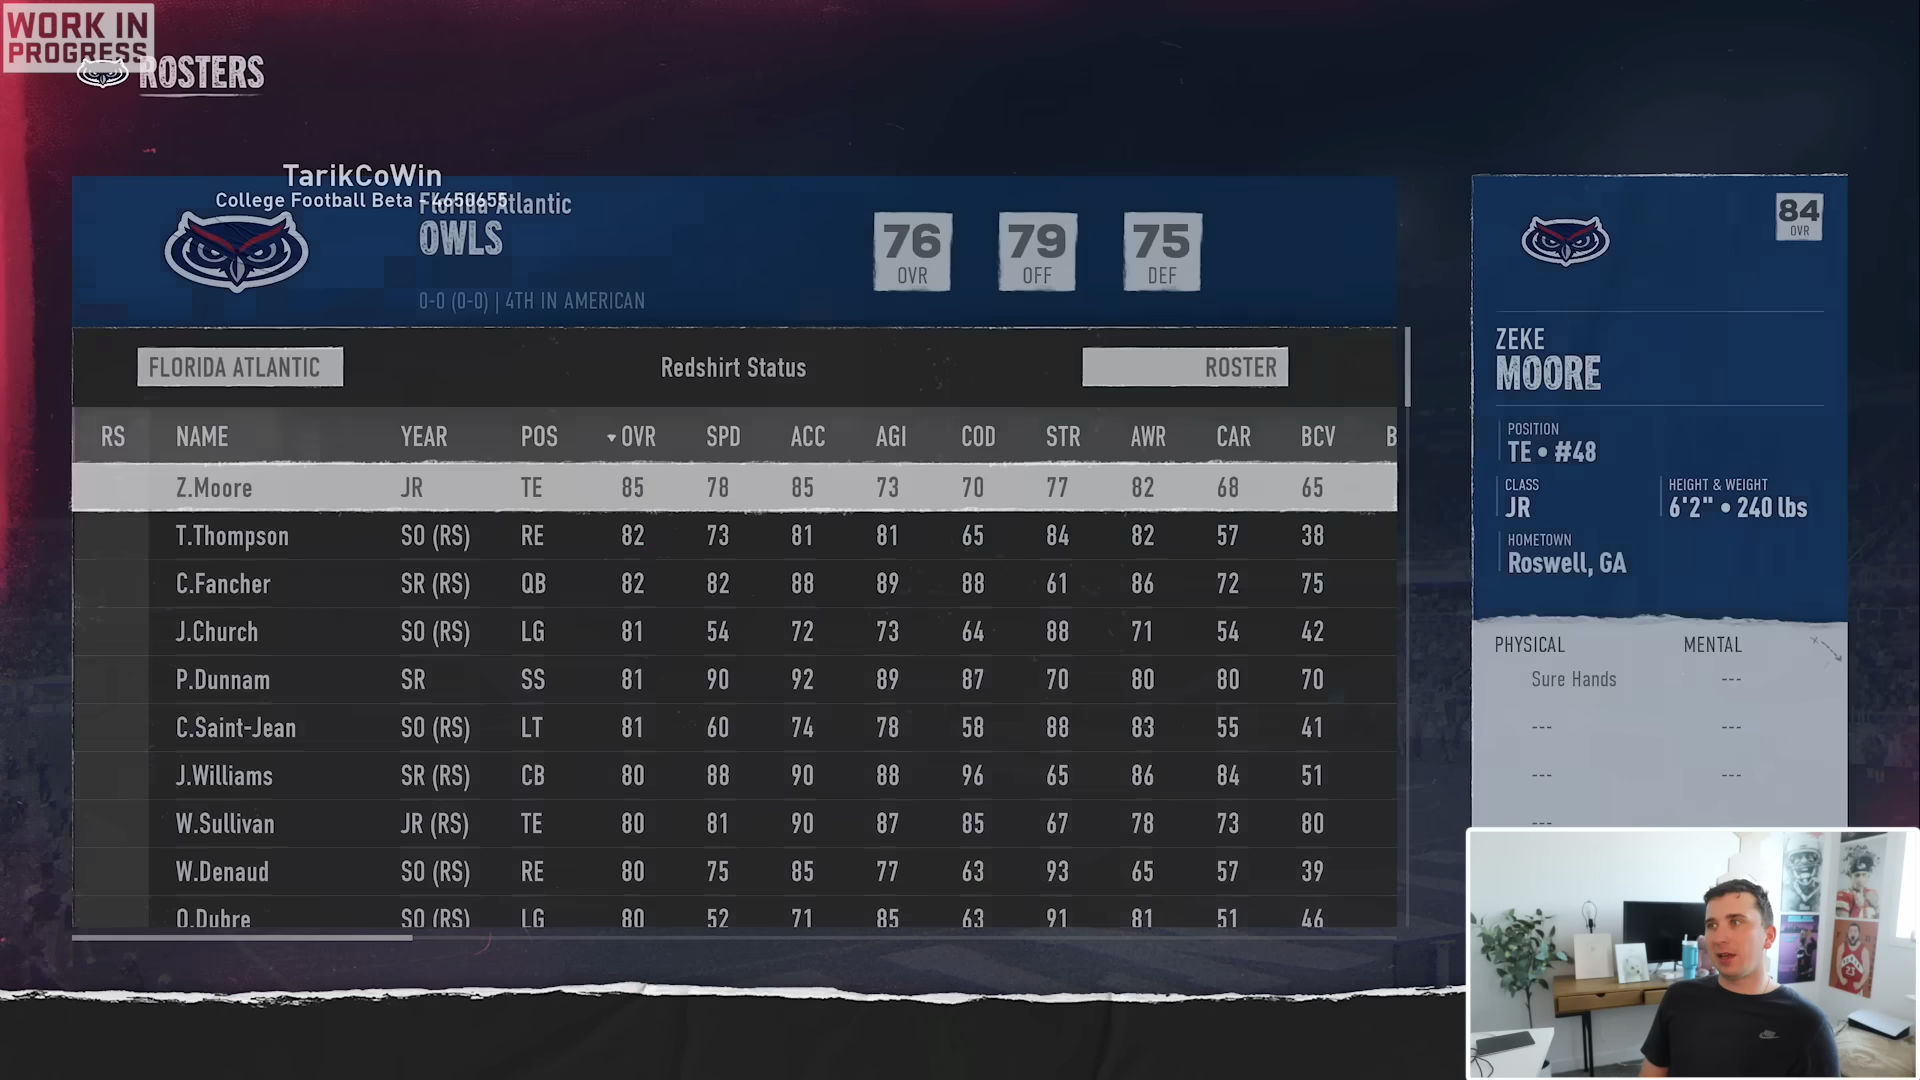 WORK IN
PROGRESS
ROSTERS
TarikCoWin
College Football Beta - 4650655
Florida Atlantic
OWLS
0-0 (0-0) | 4TH IN AMERICAN
76 OVR
79 OFF
75 DEF
FLORIDA ATLANTIC Redshirt Status ROSTER
RS NAME YEAR POS OVR SPD ACC AGI COD STR AWR CAR BCV B
Z.Moore JR TE 85 78 85 73 70 77 82 68 65
T.Thompson SO (RS) RE 82 73 81 81 65 84 82 57 38
C.Fancher SR (RS) QB 82 82 88 89 88 61 86 72 75
J.Church SO (RS) LG 81 54 72 73 64 88 71 54 42
P.Dunnam SR SS 81 90 92 89 87 70 80 80 70
C.Saint-Jean SO (RS) LT 81 60 74 78 58 88 83 55 41
J.Williams SR (RS) CB 80 88 90 88 96 65 86 84 51
W.Sullivan JR (RS) TE 80 81 90 87 85 67 78 73 80
W.Denaud SO (RS) RE 80 75 85 77 63 93 65 57 39
O.Dubre SO (RS) LG 80 52 71 85 63 91 81 51 46
84
OVR
ZEKE
MOORE
POSITION
TE • #48
CLASS HEIGHT & WEIGHT
JR 6'2" • 240 lbs
HOMETOWN
Roswell, GA
PHYSICAL MENTAL
Sure Hands ---
--- ---
--- ---
---
23